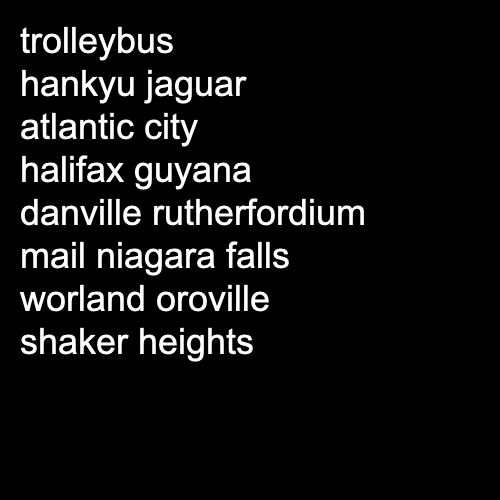 trolleybus
hankyu jaguar
atlantic city
halifax guyana
danville rutherfordium
mail niagara falls
worland oroville
shaker heights